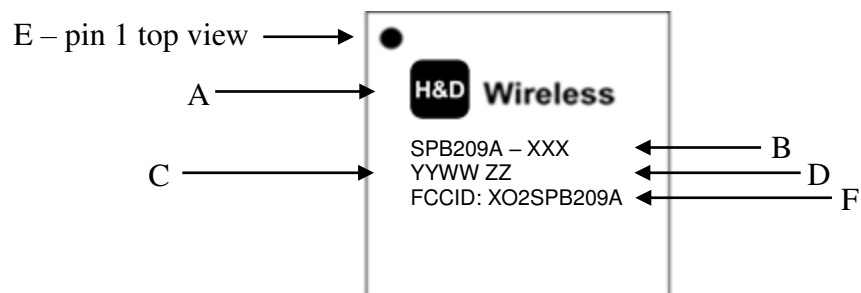 E – pin 1 top view
A
H&D Wireless
SPB209A – XXX
B
C
YYWW ZZ
D
FCCID: XO2SPB209A
F